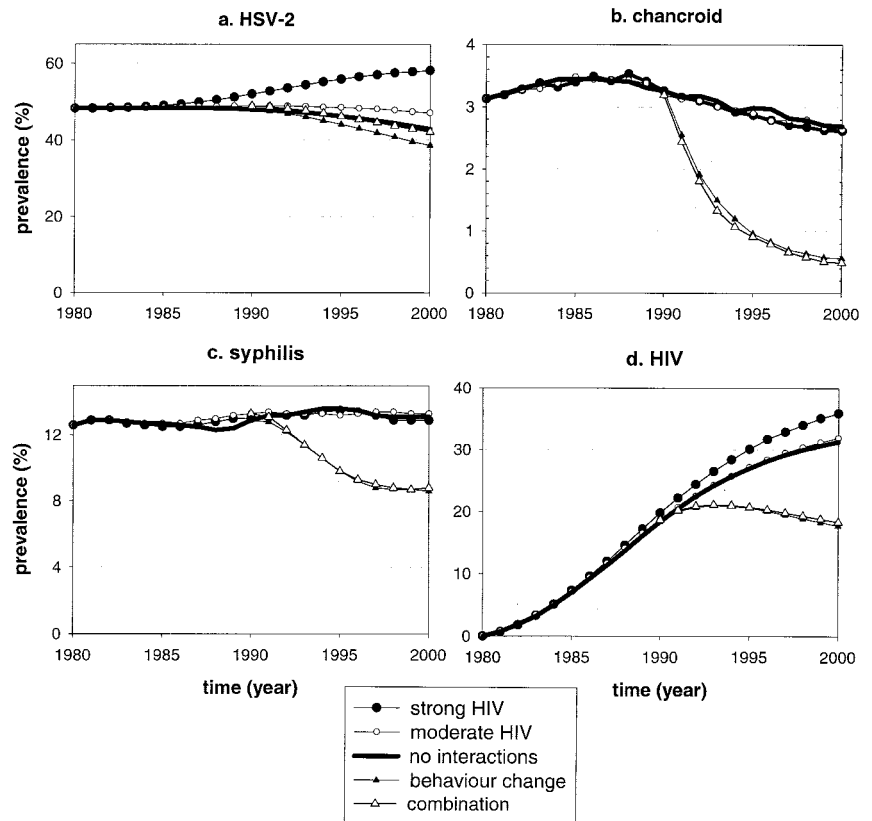 a. HSV-2
b. chancroid
prevalence (%)
60
40
20
0
1980 1985 1990 1995 2000
4
3
2
1
0
1980 1985 1990 1995 2000
c. syphilis
d. HIV
prevalence (%)
12
8
4
0
1980 1985 1990 1995 2000
time (year)
40
30
20
10
0
1980 1985 1990 1995 2000
time (year)
strong HIV
moderate HIV
no interactions
behaviour change
combination